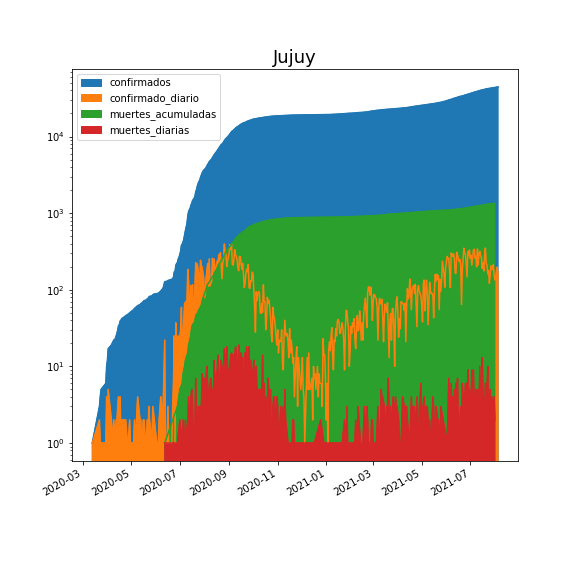 Jujuy
confirmados
confirmado_diario
muertes_acumuladas
muertes_diarias
10⁴
10³
10²
10¹
10⁰
2020-03
2020-05
2020-07
2020-09
2020-11
2021-01
2021-03
2021-05
2021-07